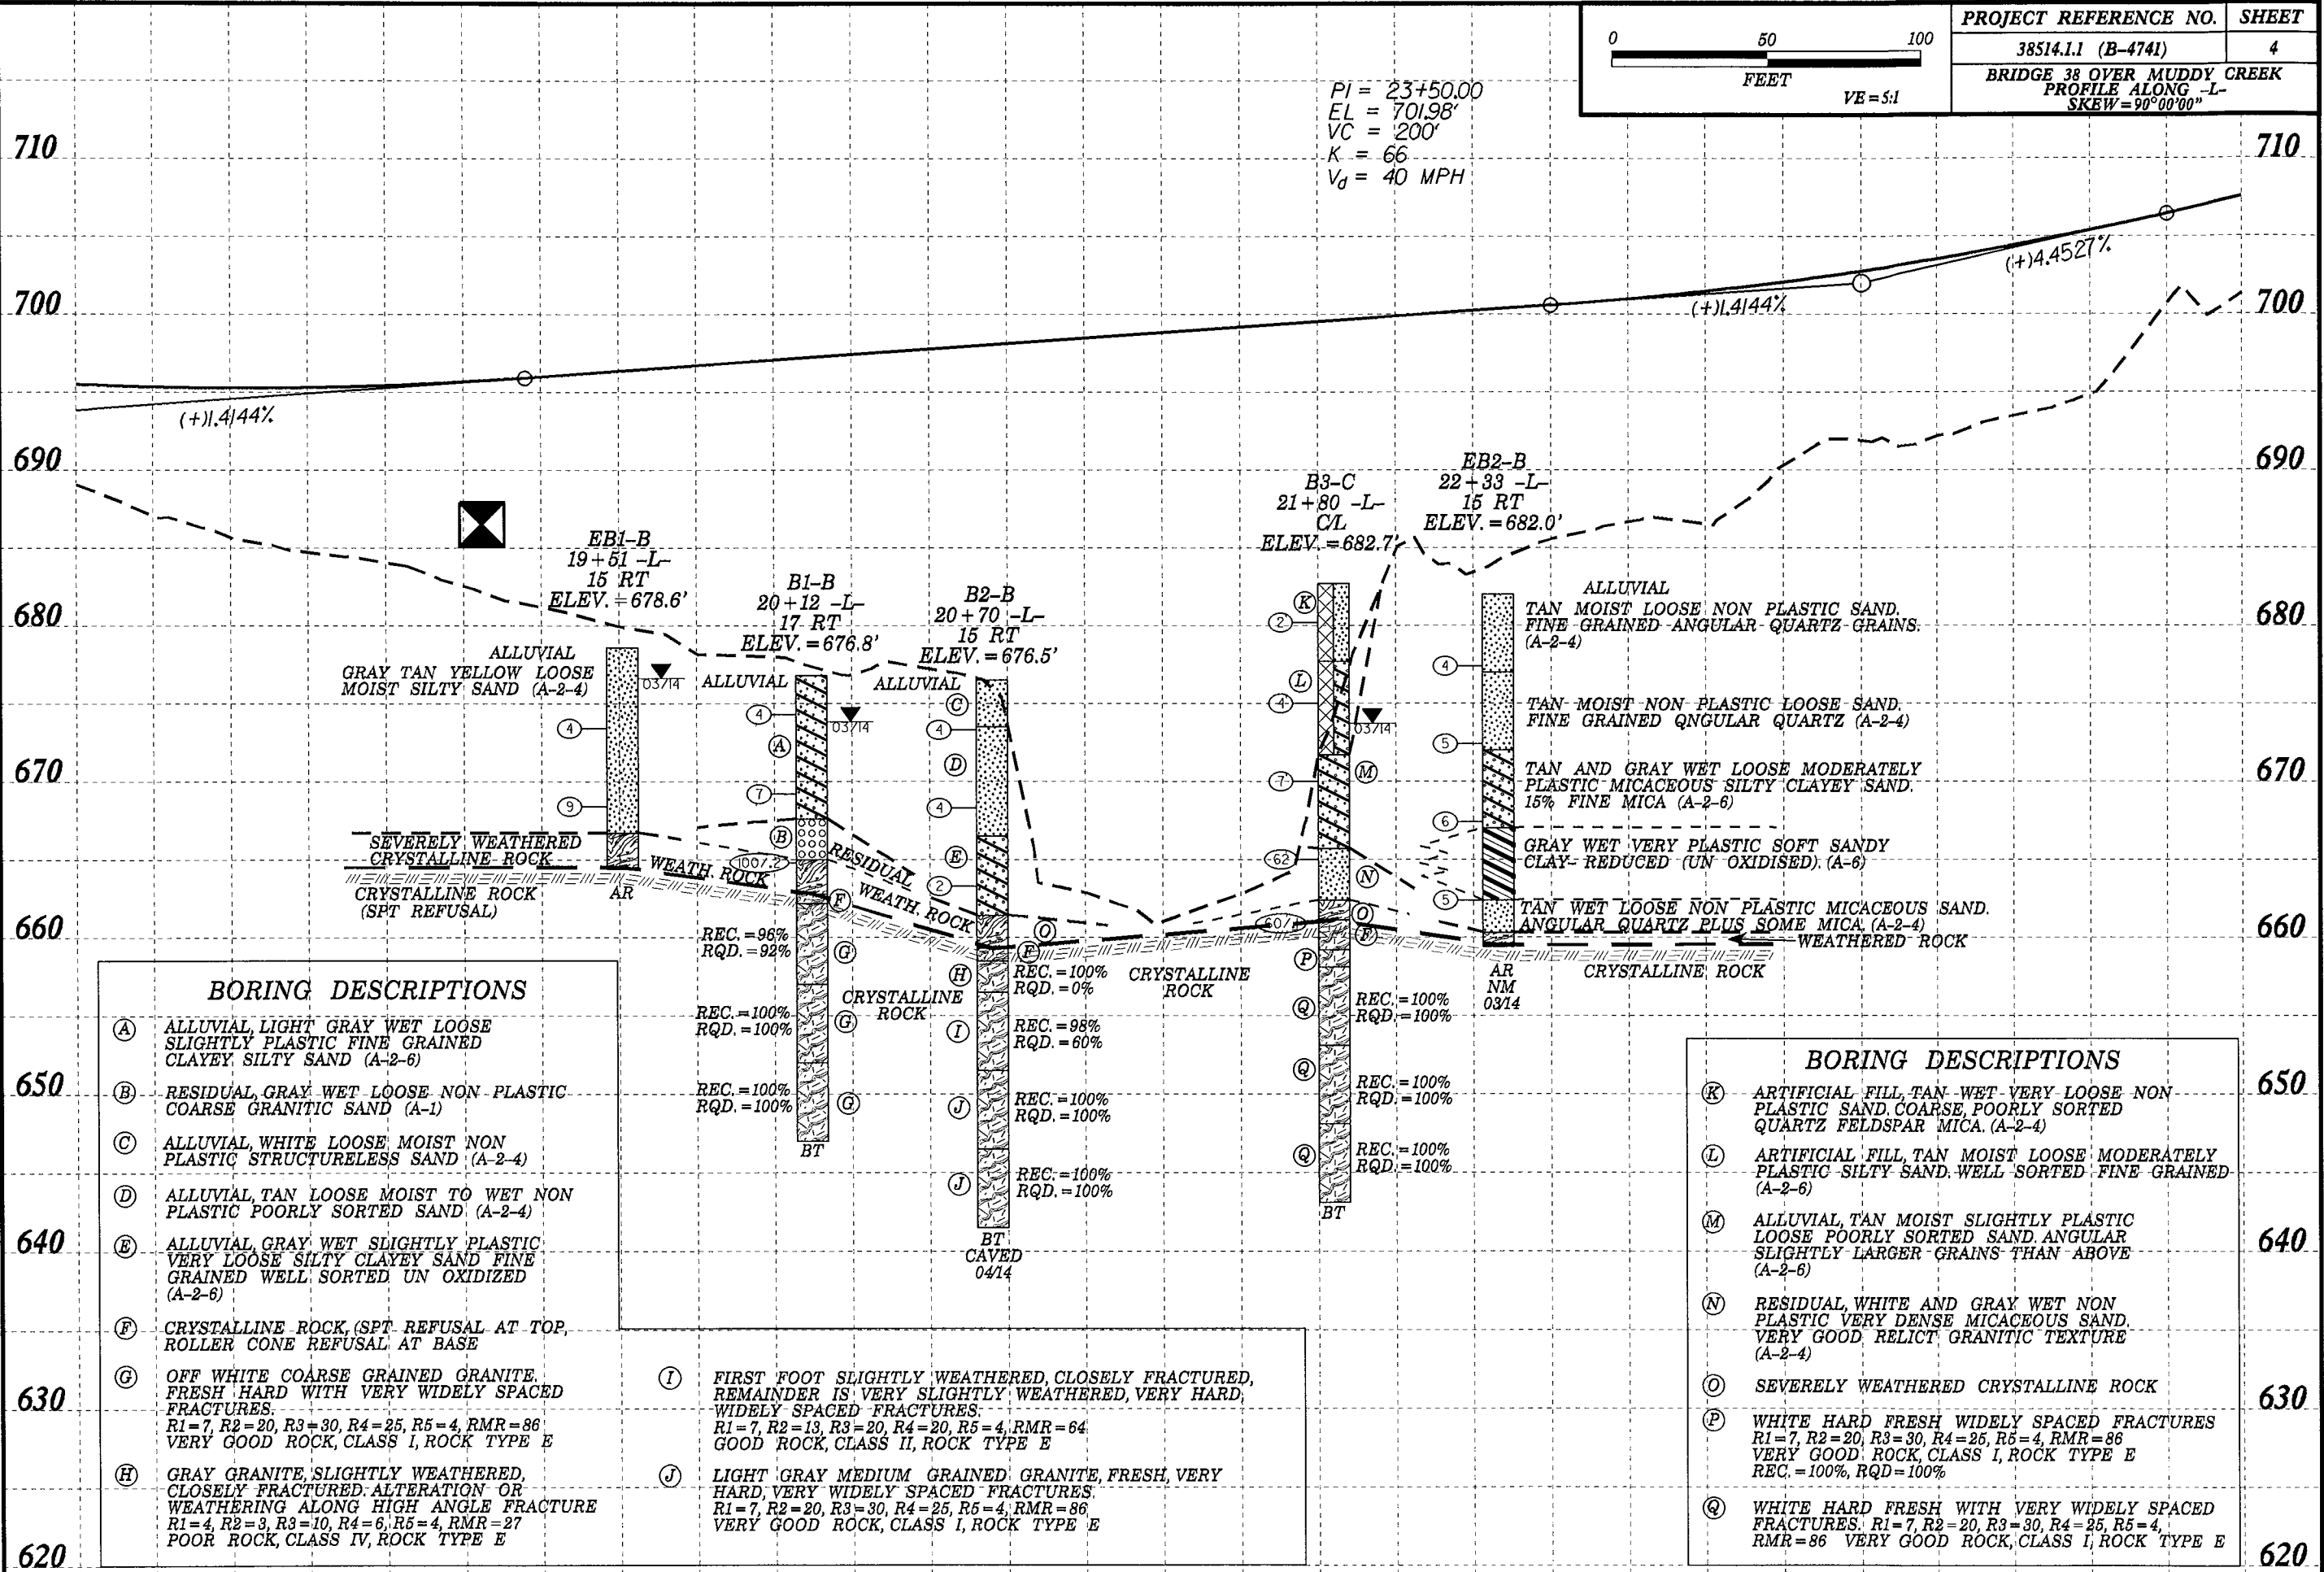 PROJECT REFERENCE NO. SHEET
38514.1.1 (B-4741) 4
BRIDGE 38 OVER MUDDY CREEK
PROFILE ALONG -L-
SKEW=90°00'00"
0 50 100
FEET
VE=5:1
PI = 23+50.00
EL = 701.98'
VC = 200'
K = 66
Vd = 40 MPH
710 710
700 700
690 690
680 680
670 670
660 660
650 650
640 640
630 630
620 620
(+)1.4144%
(+)1.4144%
(+)4.4527%
EB1-B
19+51 -L-
15 RT
ELEV.=678.6'
ALLUVIAL
GRAY TAN YELLOW LOOSE
MOIST SILTY SAND (A-2-4)
03/14
4
9
SEVERELY WEATHERED
CRYSTALLINE ROCK
CRYSTALLINE ROCK
(SPT REFUSAL)
AR
WEATH. ROCK
B1-B
20+12 -L-
17 RT
ELEV.=676.8'
ALLUVIAL
03/14
4
A
7
B
100/.2
RESIDUAL
WEATH. ROCK
F
REC.=96%
RQD.=92%
G
REC.=100%
RQD.=100%
G
REC.=100%
RQD.=100%
G
BT
CRYSTALLINE
ROCK
B2-B
20+70 -L-
15 RT
ELEV.=676.5'
ALLUVIAL
C
4
D
4
E
2
O
F
H
REC.=100%
RQD.=0%
I
REC.=98%
RQD.=60%
J
REC.=100%
RQD.=100%
J
REC.=100%
RQD.=100%
BT
CAVED
04/14
CRYSTALLINE
ROCK
B3-C
21+80 -L-
C/L
ELEV.=682.7'
K
2
L
4
03/14
M
7
62
N
O
60/.1
F
P
Q
REC.=100%
RQD.=100%
Q
REC.=100%
RQD.=100%
Q
REC.=100%
RQD.=100%
BT
EB2-B
22+33 -L-
15 RT
ELEV.=682.0'
ALLUVIAL
TAN MOIST LOOSE NON PLASTIC SAND.
FINE GRAINED ANGULAR QUARTZ GRAINS.
(A-2-4)
4
TAN MOIST NON PLASTIC LOOSE SAND.
FINE GRAINED QNGULAR QUARTZ (A-2-4)
5
TAN AND GRAY WET LOOSE MODERATELY
PLASTIC MICACEOUS SILTY CLAYEY SAND.
15% FINE MICA (A-2-6)
6
GRAY WET VERY PLASTIC SOFT SANDY
CLAY- REDUCED (UN OXIDISED). (A-6)
5
TAN WET LOOSE NON PLASTIC MICACEOUS SAND.
ANGULAR QUARTZ PLUS SOME MICA. (A-2-4)
WEATHERED ROCK
CRYSTALLINE ROCK
AR
NM
03/14
BORING DESCRIPTIONS
A ALLUVIAL, LIGHT GRAY WET LOOSE
SLIGHTLY PLASTIC FINE GRAINED
CLAYEY SILTY SAND (A-2-6)
B RESIDUAL, GRAY WET LOOSE NON PLASTIC
COARSE GRANITIC SAND (A-1)
C ALLUVIAL, WHITE LOOSE MOIST NON
PLASTIC STRUCTURELESS SAND (A-2-4)
D ALLUVIAL, TAN LOOSE MOIST TO WET NON
PLASTIC POORLY SORTED SAND (A-2-4)
E ALLUVIAL, GRAY WET SLIGHTLY PLASTIC
VERY LOOSE SILTY CLAYEY SAND FINE
GRAINED WELL SORTED UN OXIDIZED
(A-2-6)
F CRYSTALLINE ROCK, (SPT REFUSAL AT TOP,
ROLLER CONE REFUSAL AT BASE
G OFF WHITE COARSE GRAINED GRANITE.
FRESH HARD WITH VERY WIDELY SPACED
FRACTURES.
R1=7, R2=20, R3=30, R4=25, R5=4, RMR=86
VERY GOOD ROCK, CLASS I, ROCK TYPE E
H GRAY GRANITE, SLIGHTLY WEATHERED,
CLOSELY FRACTURED. ALTERATION OR
WEATHERING ALONG HIGH ANGLE FRACTURE
R1=4, R2=3, R3=10, R4=6, R5=4, RMR=27
POOR ROCK, CLASS IV, ROCK TYPE E
I FIRST FOOT SLIGHTLY WEATHERED, CLOSELY FRACTURED,
REMAINDER IS VERY SLIGHTLY WEATHERED, VERY HARD,
WIDELY SPACED FRACTURES.
R1=7, R2=13, R3=20, R4=20, R5=4, RMR=64
GOOD ROCK, CLASS II, ROCK TYPE E
J LIGHT GRAY MEDIUM GRAINED GRANITE, FRESH, VERY
HARD, VERY WIDELY SPACED FRACTURES.
R1=7, R2=20, R3=30, R4=25, R5=4, RMR=86
VERY GOOD ROCK, CLASS I, ROCK TYPE E
BORING DESCRIPTIONS
K ARTIFICIAL FILL, TAN WET VERY LOOSE NON
PLASTIC SAND. COARSE, POORLY SORTED
QUARTZ FELDSPAR MICA. (A-2-4)
L ARTIFICIAL FILL, TAN MOIST LOOSE MODERATELY
PLASTIC SILTY SAND. WELL SORTED FINE GRAINED
(A-2-6)
M ALLUVIAL, TAN MOIST SLIGHTLY PLASTIC
LOOSE POORLY SORTED SAND. ANGULAR
SLIGHTLY LARGER GRAINS THAN ABOVE
(A-2-6)
N RESIDUAL, WHITE AND GRAY WET NON
PLASTIC VERY DENSE MICACEOUS SAND.
VERY GOOD RELICT GRANITIC TEXTURE
(A-2-4)
O SEVERELY WEATHERED CRYSTALLINE ROCK
P WHITE HARD FRESH WIDELY SPACED FRACTURES
R1=7, R2=20, R3=30, R4=25, R5=4, RMR=86
VERY GOOD ROCK, CLASS I, ROCK TYPE E
REC.=100%, RQD=100%
Q WHITE HARD FRESH WITH VERY WIDELY SPACED
FRACTURES. R1=7, R2=20, R3=30, R4=25, R5=4,
RMR=86 VERY GOOD ROCK, CLASS I, ROCK TYPE E